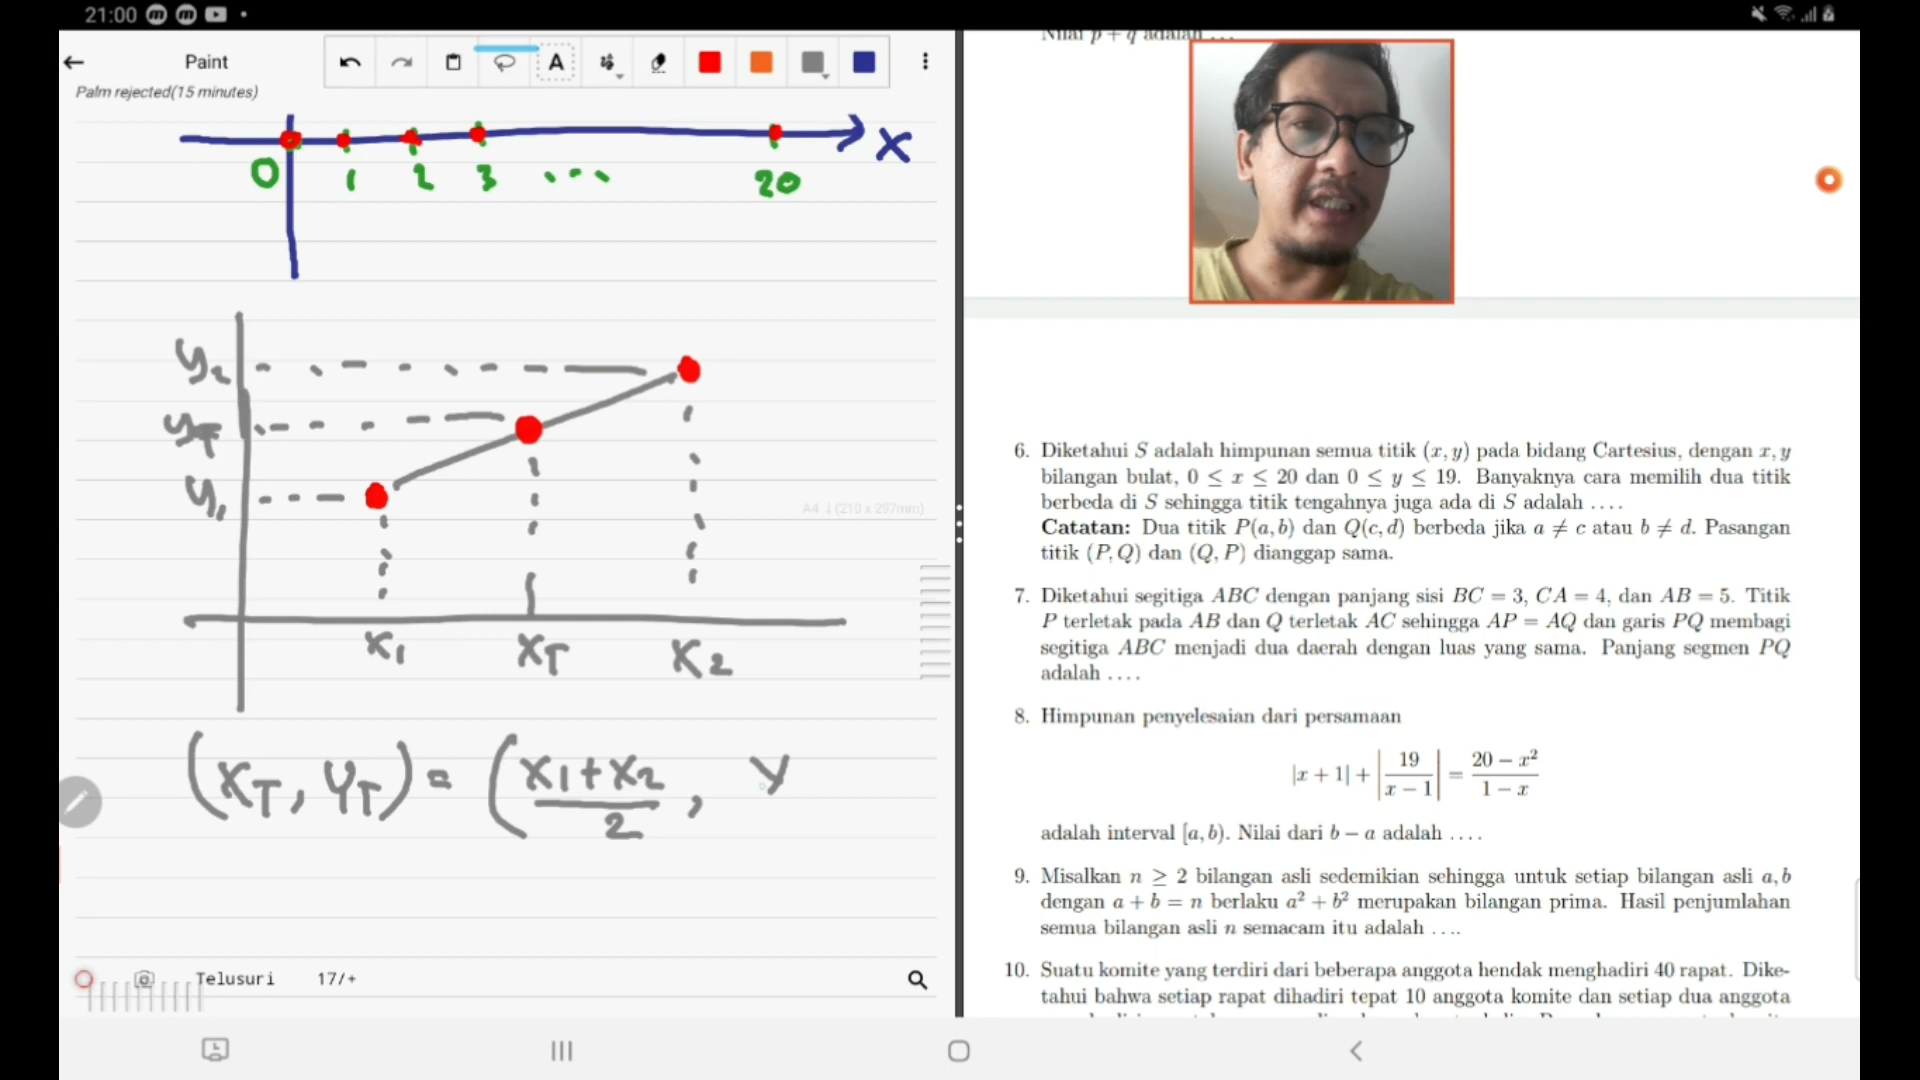 21:00
Paint
A
Palm rejected(15 minutes)
X
0 1 2 3 ... 20
y2
yT
y1
A4 ↓(210 x 297mm)
x1 xT x2
(xT, yT) = (x1+x2/2, y
Telusuri 17/+
Nilai p + q adalah ...
6. Diketahui S adalah himpunan semua titik (x, y) pada bidang Cartesius, dengan x, y
bilangan bulat, 0 ≤ x ≤ 20 dan 0 ≤ y ≤ 19. Banyaknya cara memilih dua titik
berbeda di S sehingga titik tengahnya juga ada di S adalah ....
Catatan: Dua titik P(a, b) dan Q(c, d) berbeda jika a ≠ c atau b ≠ d. Pasangan
titik (P, Q) dan (Q, P) dianggap sama.
7. Diketahui segitiga ABC dengan panjang sisi BC = 3, CA = 4, dan AB = 5. Titik
P terletak pada AB dan Q terletak AC sehingga AP = AQ dan garis PQ membagi
segitiga ABC menjadi dua daerah dengan luas yang sama. Panjang segmen PQ
adalah ....
8. Himpunan penyelesaian dari persamaan
|x + 1| + |19/(x − 1)| = (20 − x²)/(1 − x)
adalah interval [a, b). Nilai dari b − a adalah ....
9. Misalkan n ≥ 2 bilangan asli sedemikian sehingga untuk setiap bilangan asli a, b
dengan a + b = n berlaku a² + b² merupakan bilangan prima. Hasil penjumlahan
semua bilangan asli n semacam itu adalah ....
10. Suatu komite yang terdiri dari beberapa anggota hendak menghadiri 40 rapat. Dike-
tahui bahwa setiap rapat dihadiri tepat 10 anggota komite dan setiap dua anggota